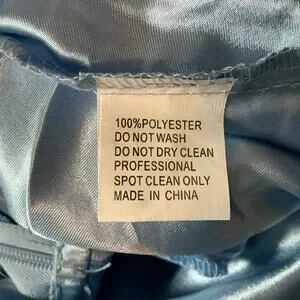 100%POLYESTER
DO NOT WASH
DO NOT DRY CLEAN
PROFESSIONAL
SPOT CLEAN ONLY
MADE IN CHINA